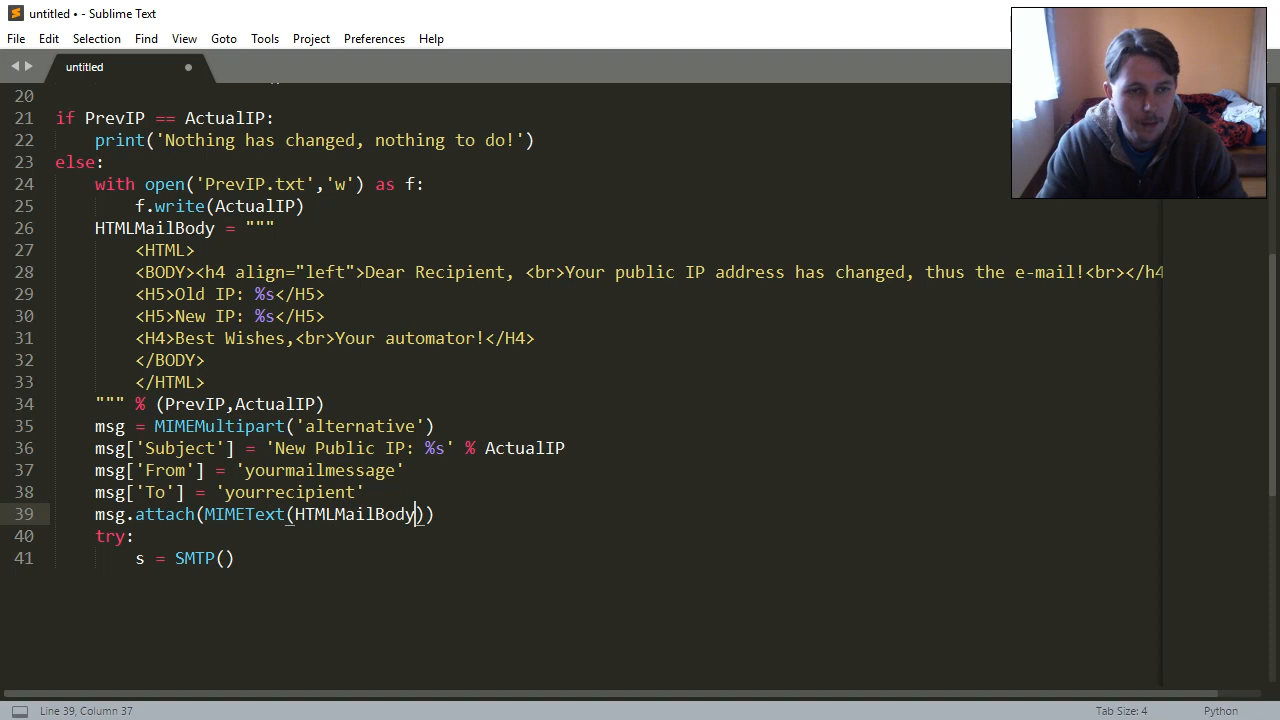 untitled • - Sublime Text
File Edit Selection Find View Goto Tools Project Preferences Help
untitled
20
21 if PrevIP == ActualIP:
22     print('Nothing has changed, nothing to do!')
23 else:
24     with open('PrevIP.txt','w') as f:
25         f.write(ActualIP)
26     HTMLMailBody = """
27         <HTML>
28         <BODY><h4 align="left">Dear Recipient, <br>Your public IP address has changed, thus the e-mail!<br></h4
29         <H5>Old IP: %s</H5>
30         <H5>New IP: %s</H5>
31         <H4>Best Wishes,<br>Your automator!</H4>
32         </BODY>
33         </HTML>
34     """ % (PrevIP,ActualIP)
35     msg = MIMEMultipart('alternative')
36     msg['Subject'] = 'New Public IP: %s' % ActualIP
37     msg['From'] = 'yourmailmessage'
38     msg['To'] = 'yourrecipient'
39     msg.attach(MIMEText(HTMLMailBody))
40     try:
41         s = SMTP()
Line 39, Column 37 Tab Size: 4 Python